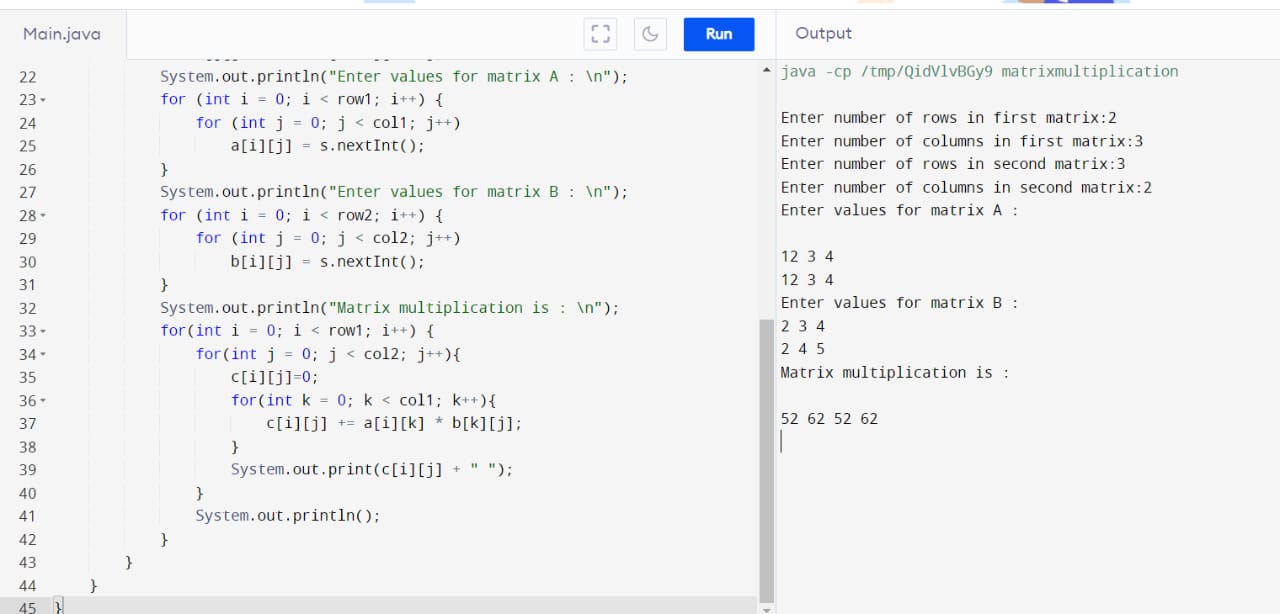 Main.java
Run
Output
22 System.out.println("Enter values for matrix A : \n");
23 for (int i = 0; i < row1; i++) {
24 for (int j = 0; j < col1; j++)
25 a[i][j] = s.nextInt();
26 }
27 System.out.println("Enter values for matrix B : \n");
28 for (int i = 0; i < row2; i++) {
29 for (int j = 0; j < col2; j++)
30 b[i][j] = s.nextInt();
31 }
32 System.out.println("Matrix multiplication is : \n");
33 for(int i = 0; i < row1; i++) {
34 for(int j = 0; j < col2; j++){
35 c[i][j]=0;
36 for(int k = 0; k < col1; k++){
37 c[i][j] += a[i][k] * b[k][j];
38 }
39 System.out.print(c[i][j] + " ");
40 }
41 System.out.println();
42 }
43 }
44 }
45 }
java -cp /tmp/QidVlvBGy9 matrixmultiplication
Enter number of rows in first matrix:2
Enter number of columns in first matrix:3
Enter number of rows in second matrix:3
Enter number of columns in second matrix:2
Enter values for matrix A :
12 3 4
12 3 4
Enter values for matrix B :
2 3 4
2 4 5
Matrix multiplication is :
52 62 52 62